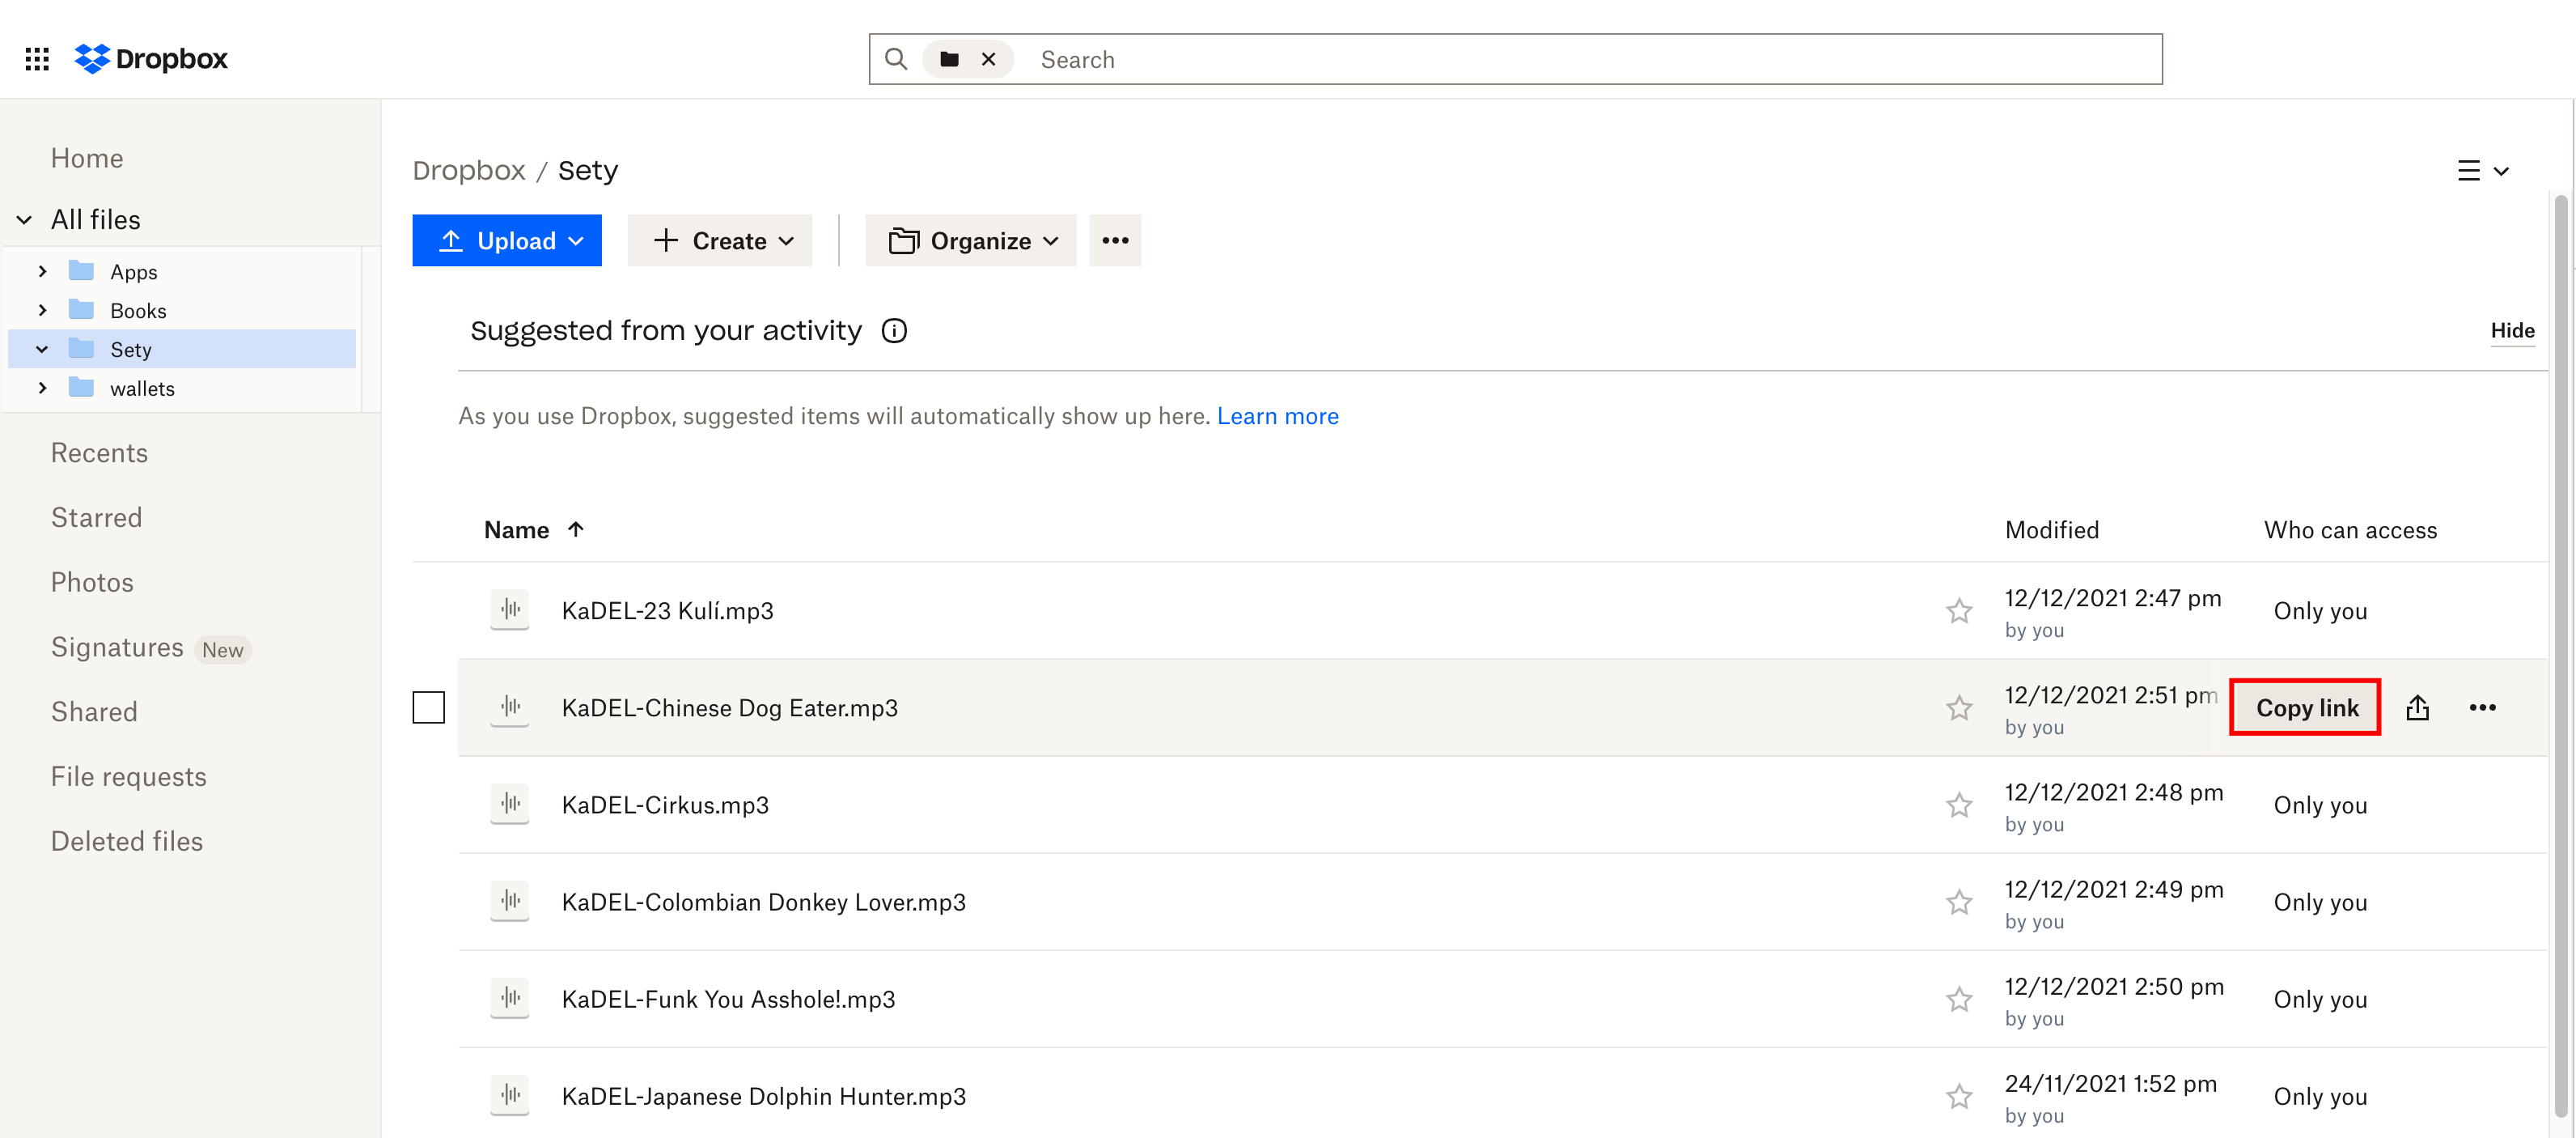 Dropbox
Search
Home
All files
Apps
Books
Sety
wallets
Recents
Starred
Photos
Signatures New
Shared
File requests
Deleted files
Dropbox / Sety
Upload
Create
Organize
Suggested from your activity
Hide
As you use Dropbox, suggested items will automatically show up here. Learn more
Name Modified Who can access
KaDEL-23 Kulí.mp3 12/12/2021 2:47 pm Only you
by you
KaDEL-Chinese Dog Eater.mp3 12/12/2021 2:51 pm Copy link
by you
KaDEL-Cirkus.mp3 12/12/2021 2:48 pm Only you
by you
KaDEL-Colombian Donkey Lover.mp3 12/12/2021 2:49 pm Only you
by you
KaDEL-Funk You Asshole!.mp3 12/12/2021 2:50 pm Only you
by you
KaDEL-Japanese Dolphin Hunter.mp3 24/11/2021 1:52 pm Only you
by you